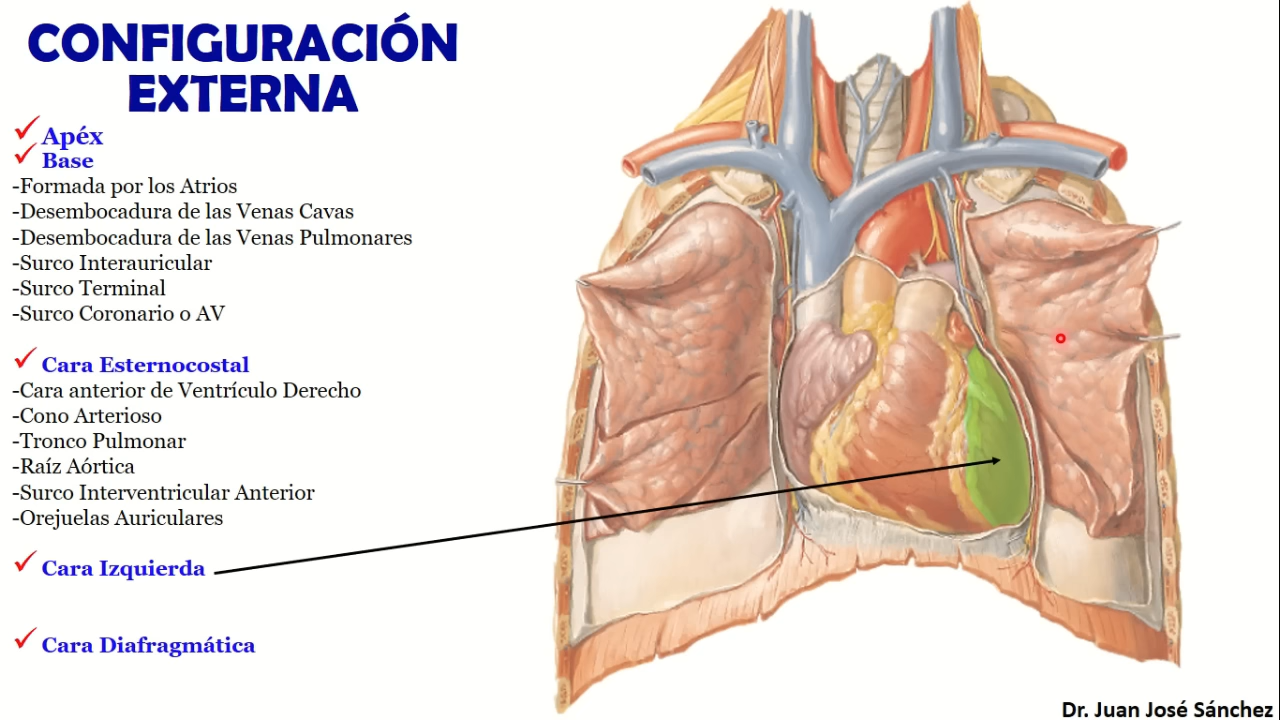 CONFIGURACIÓN
EXTERNA
Apéx
Base
-Formada por los Atrios
-Desembocadura de las Venas Cavas
-Desembocadura de las Venas Pulmonares
-Surco Interauricular
-Surco Terminal
-Surco Coronario o AV
Cara Esternocostal
-Cara anterior de Ventrículo Derecho
-Cono Arterioso
-Tronco Pulmonar
-Raíz Aórtica
-Surco Interventricular Anterior
-Orejuelas Auriculares
Cara Izquierda
Cara Diafragmática
Dr. Juan José Sánchez